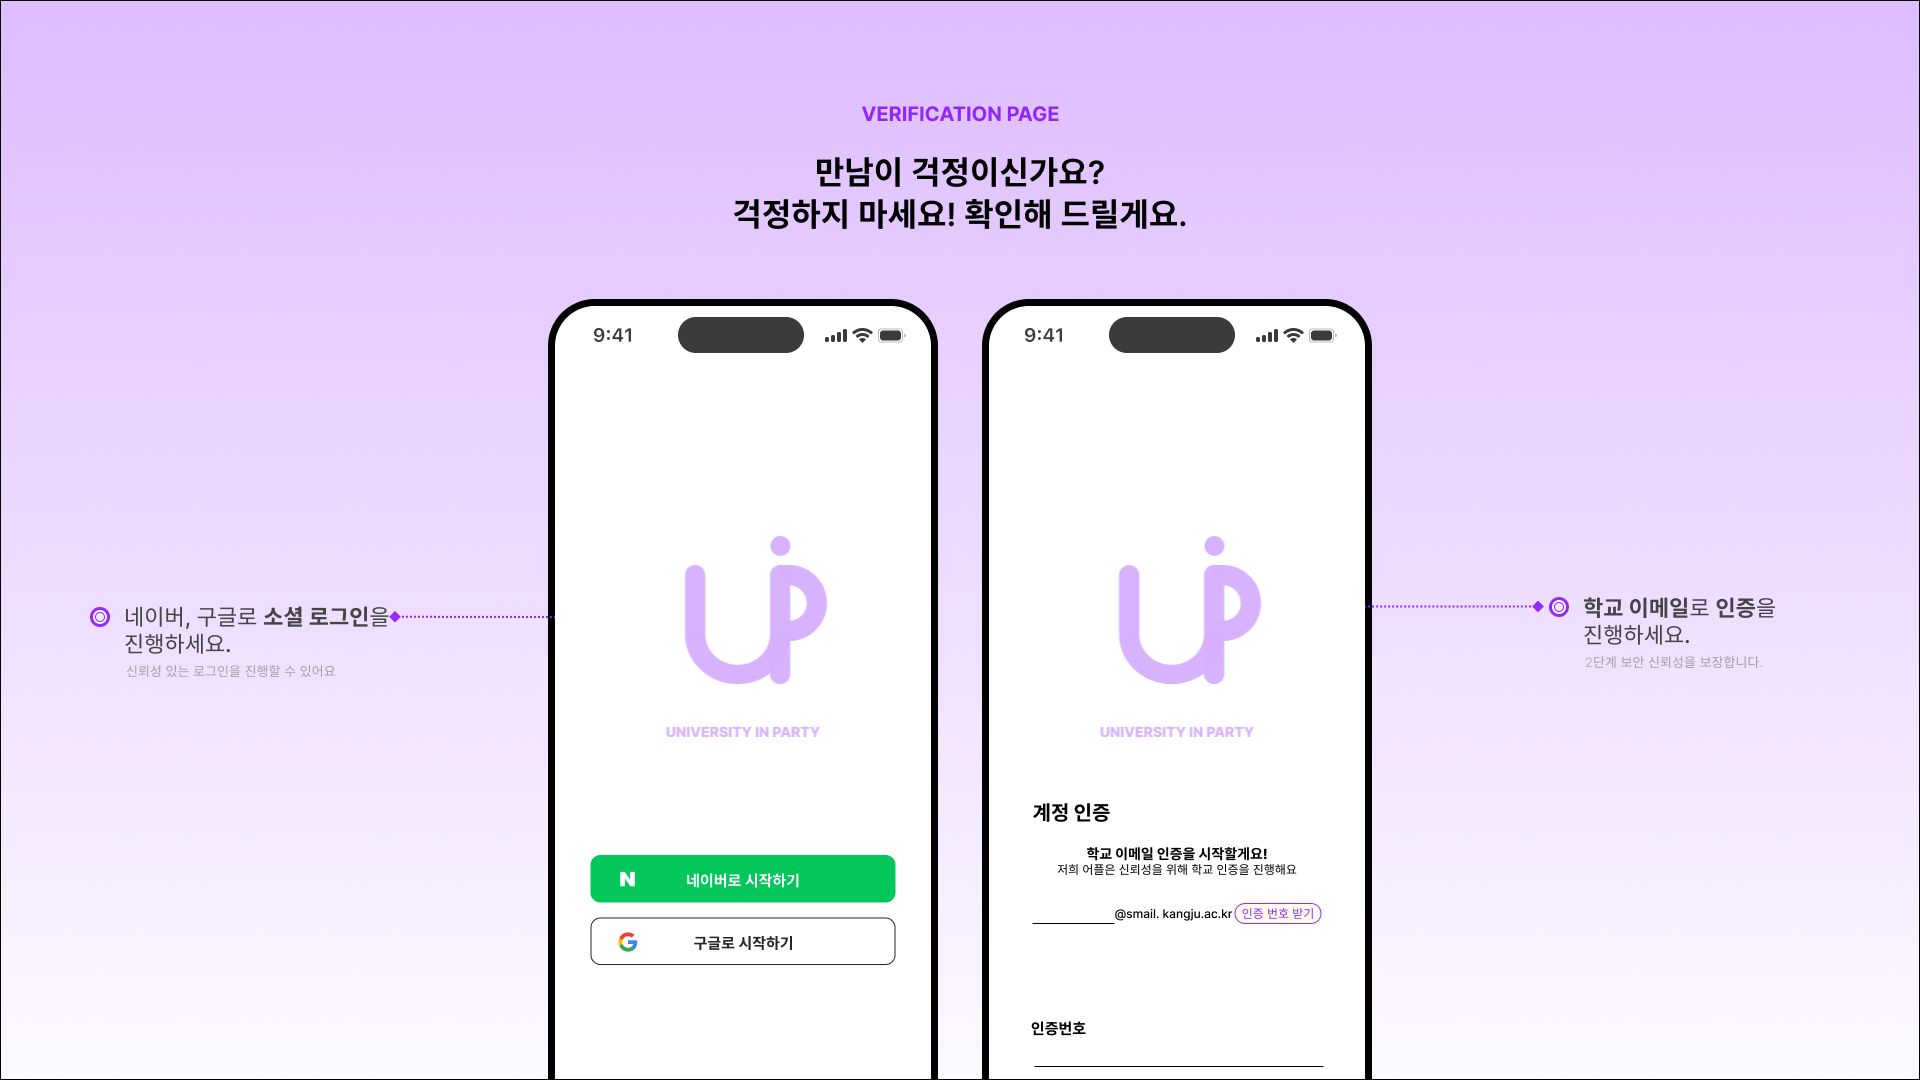 VERIFICATION PAGE
만남이 걱정이신가요?
걱정하지 마세요! 확인해 드릴게요.
네이버, 구글로 소셜 로그인을
진행하세요.
신뢰성 있는 로그인을 진행할 수 있어요
9:41
UiP
UNIVERSITY IN PARTY
N 네이버로 시작하기
G 구글로 시작하기
9:41
UiP
UNIVERSITY IN PARTY
계정 인증
학교 이메일 인증을 시작할게요!
저희 어플은 신뢰성을 위해 학교 인증을 진행해요
@smail. kangju.ac.kr 인증 번호 받기
인증번호
학교 이메일로 인증을
진행하세요.
2단계 보안 신뢰성을 보장합니다.